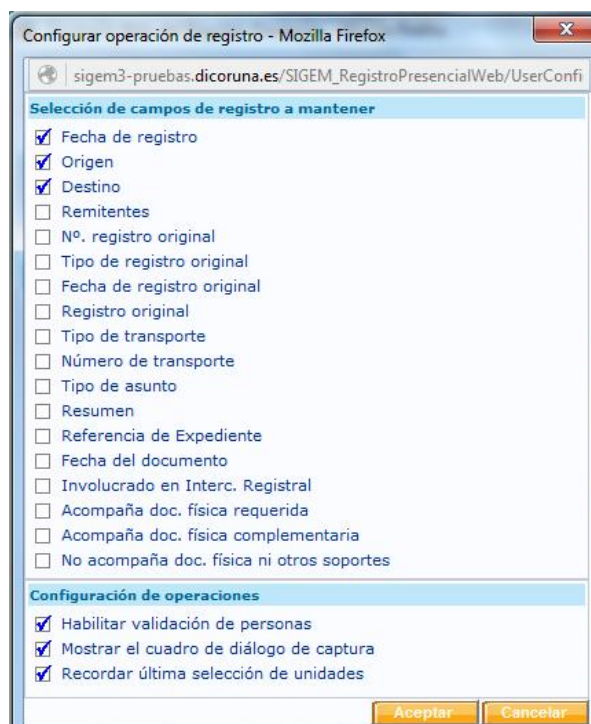 Configurar operación de registro - Mozilla Firefox
x
sigem3-pruebas.dicoruna.es/SIGEM_RegistroPresencialWeb/UserConfi
Selección de campos de registro a mantener
Fecha de registro
Origen
Destino
Remitentes
Nº. registro original
Tipo de registro original
Fecha de registro original
Registro original
Tipo de transporte
Número de transporte
Tipo de asunto
Resumen
Referencia de Expediente
Fecha del documento
Involucrado en Interc. Registral
Acompaña doc. física requerida
Acompaña doc. física complementaria
No acompaña doc. física ni otros soportes
Configuración de operaciones
Habilitar validación de personas
Mostrar el cuadro de diálogo de captura
Recordar última selección de unidades
Aceptar Cancelar